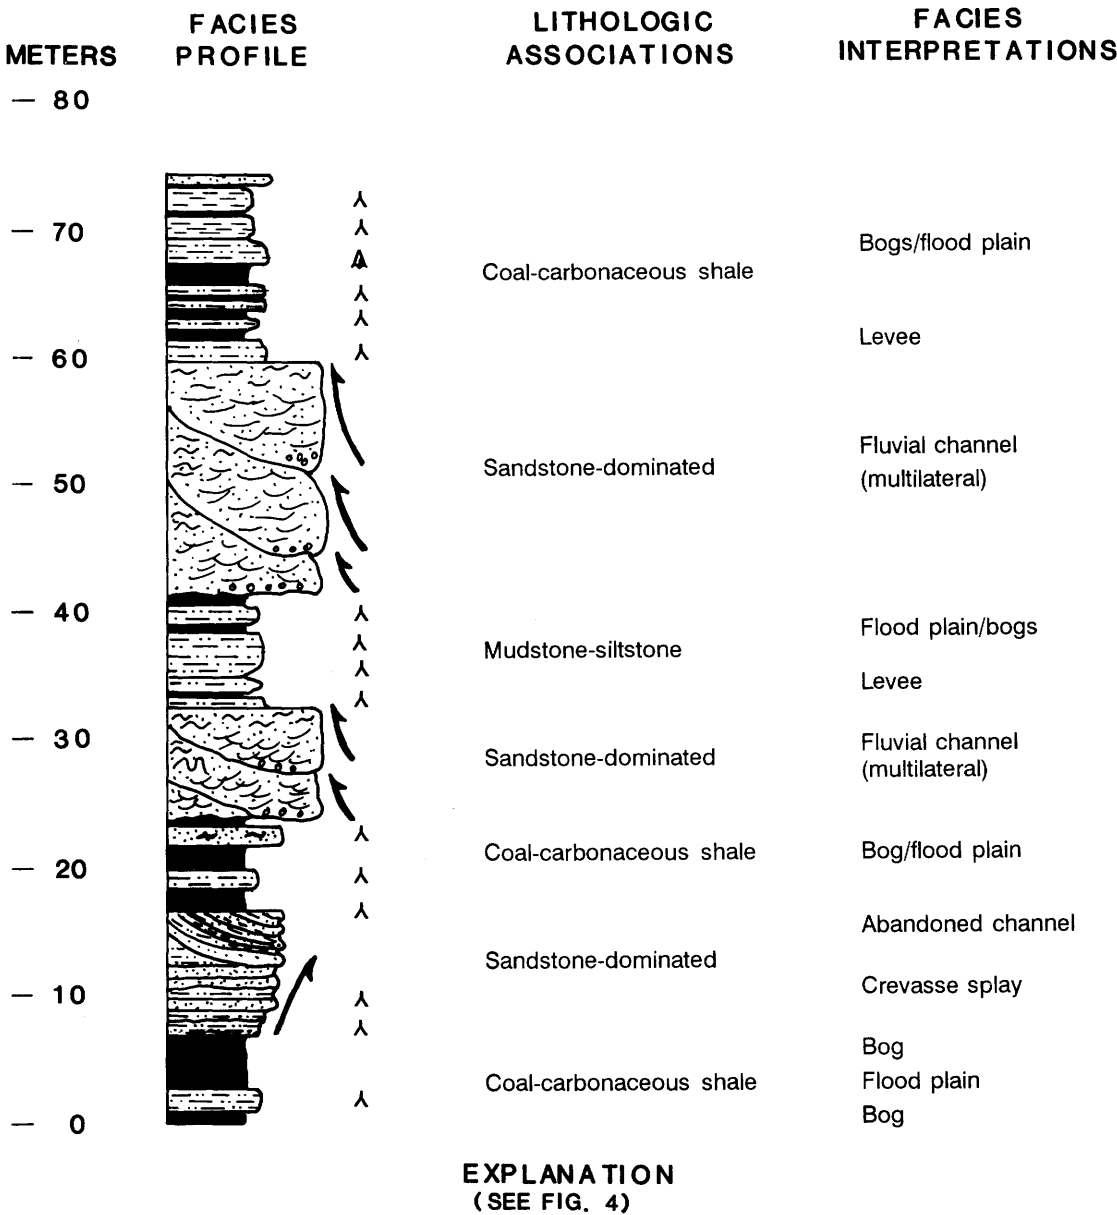 METERS
FACIES
PROFILE
LITHOLOGIC
ASSOCIATIONS
FACIES
INTERPRETATIONS
— 80
— 70
Bogs/flood plain
Coal-carbonaceous shale
Levee
— 60
Fluvial channel
(multilateral)
Sandstone-dominated
— 50
— 40
Flood plain/bogs
Mudstone-siltstone
Levee
— 30
Fluvial channel
(multilateral)
Sandstone-dominated
Coal-carbonaceous shale
Bog/flood plain
— 20
Abandoned channel
Sandstone-dominated
Crevasse splay
— 10
Bog
Coal-carbonaceous shale
Flood plain
Bog
— 0
EXPLANATION
(SEE FIG. 4)